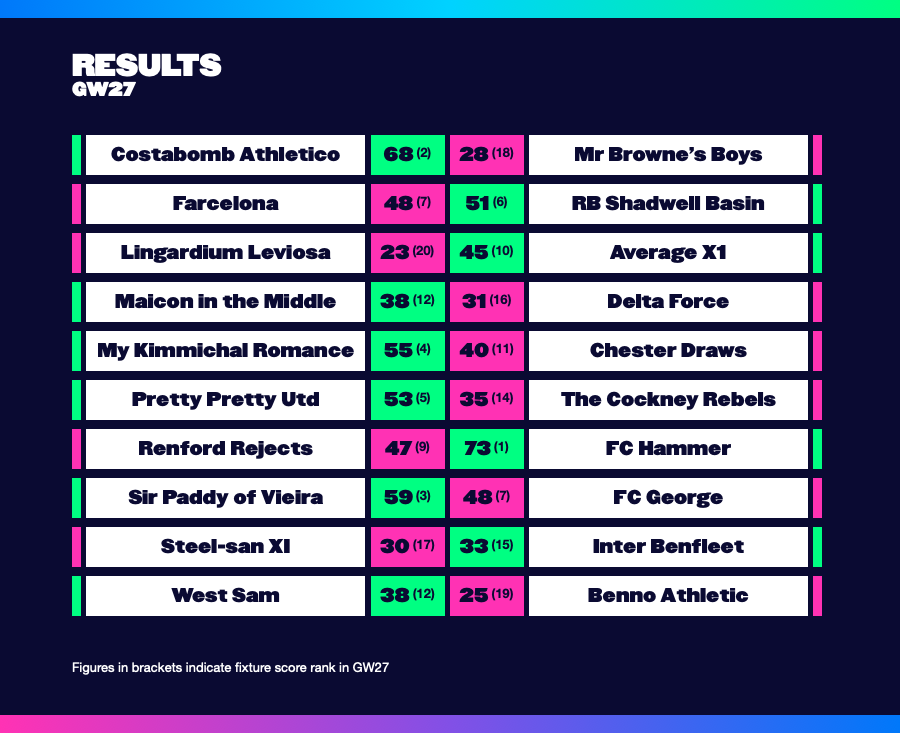 RESULTS
GW27
Costabomb Athletico 68 (2) 28 (18) Mr Browne’s Boys
Farcelona 48 (7) 51 (6) RB Shadwell Basin
Lingardium Leviosa 23 (20) 45 (10) Average X1
Maicon in the Middle 38 (12) 31 (16) Delta Force
My Kimmichal Romance 55 (4) 40 (11) Chester Draws
Pretty Pretty Utd 53 (5) 35 (14) The Cockney Rebels
Renford Rejects 47 (9) 73 (1) FC Hammer
Sir Paddy of Vieira 59 (3) 48 (7) FC George
Steel-san XI 30 (17) 33 (15) Inter Benfleet
West Sam 38 (12) 25 (19) Benno Athletic
Figures in brackets indicate fixture score rank in GW27